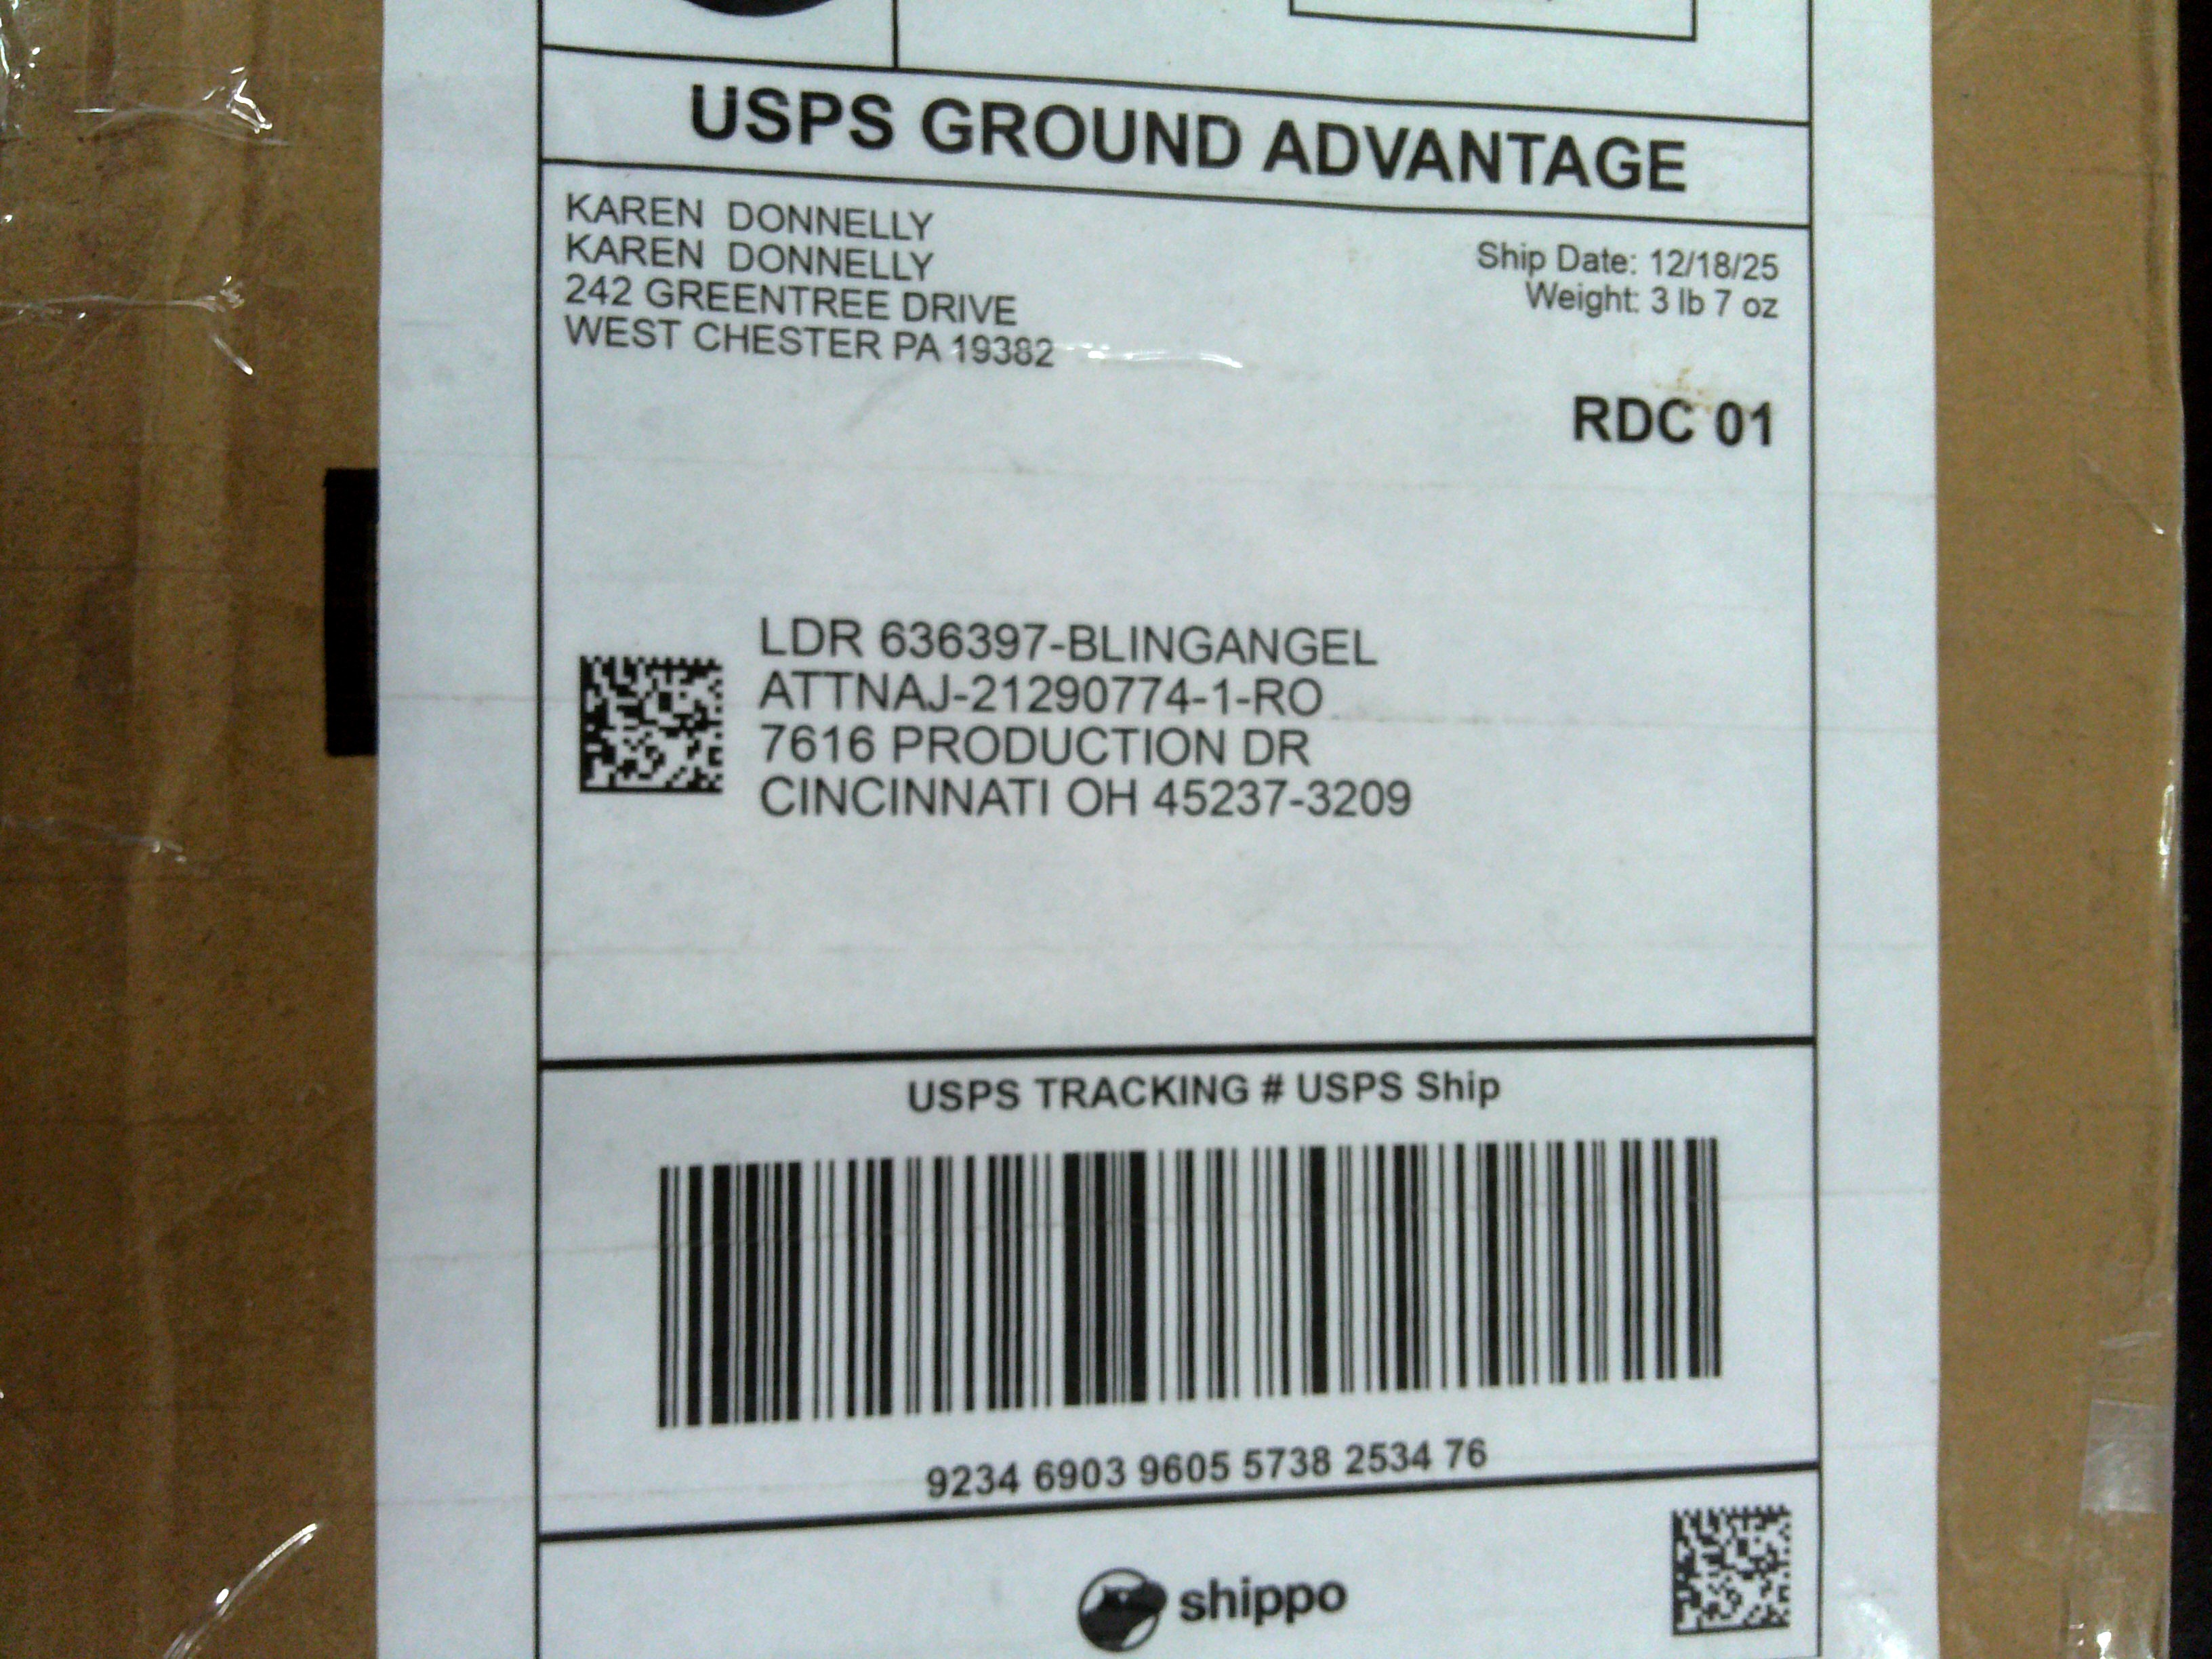 USPS GROUND ADVANTAGE
KAREN DONNELLY
KAREN DONNELLY
242 GREENTREE DRIVE
WEST CHESTER PA 19382
Ship Date: 12/18/25
Weight: 3 lb 7 oz
RDC 01
LDR 636397-BLINGANGEL
ATTNAJ-21290774-1-RO
7616 PRODUCTION DR
CINCINNATI OH 45237-3209
USPS TRACKING # USPS Ship
9234 6903 9605 5738 2534 76
shippo